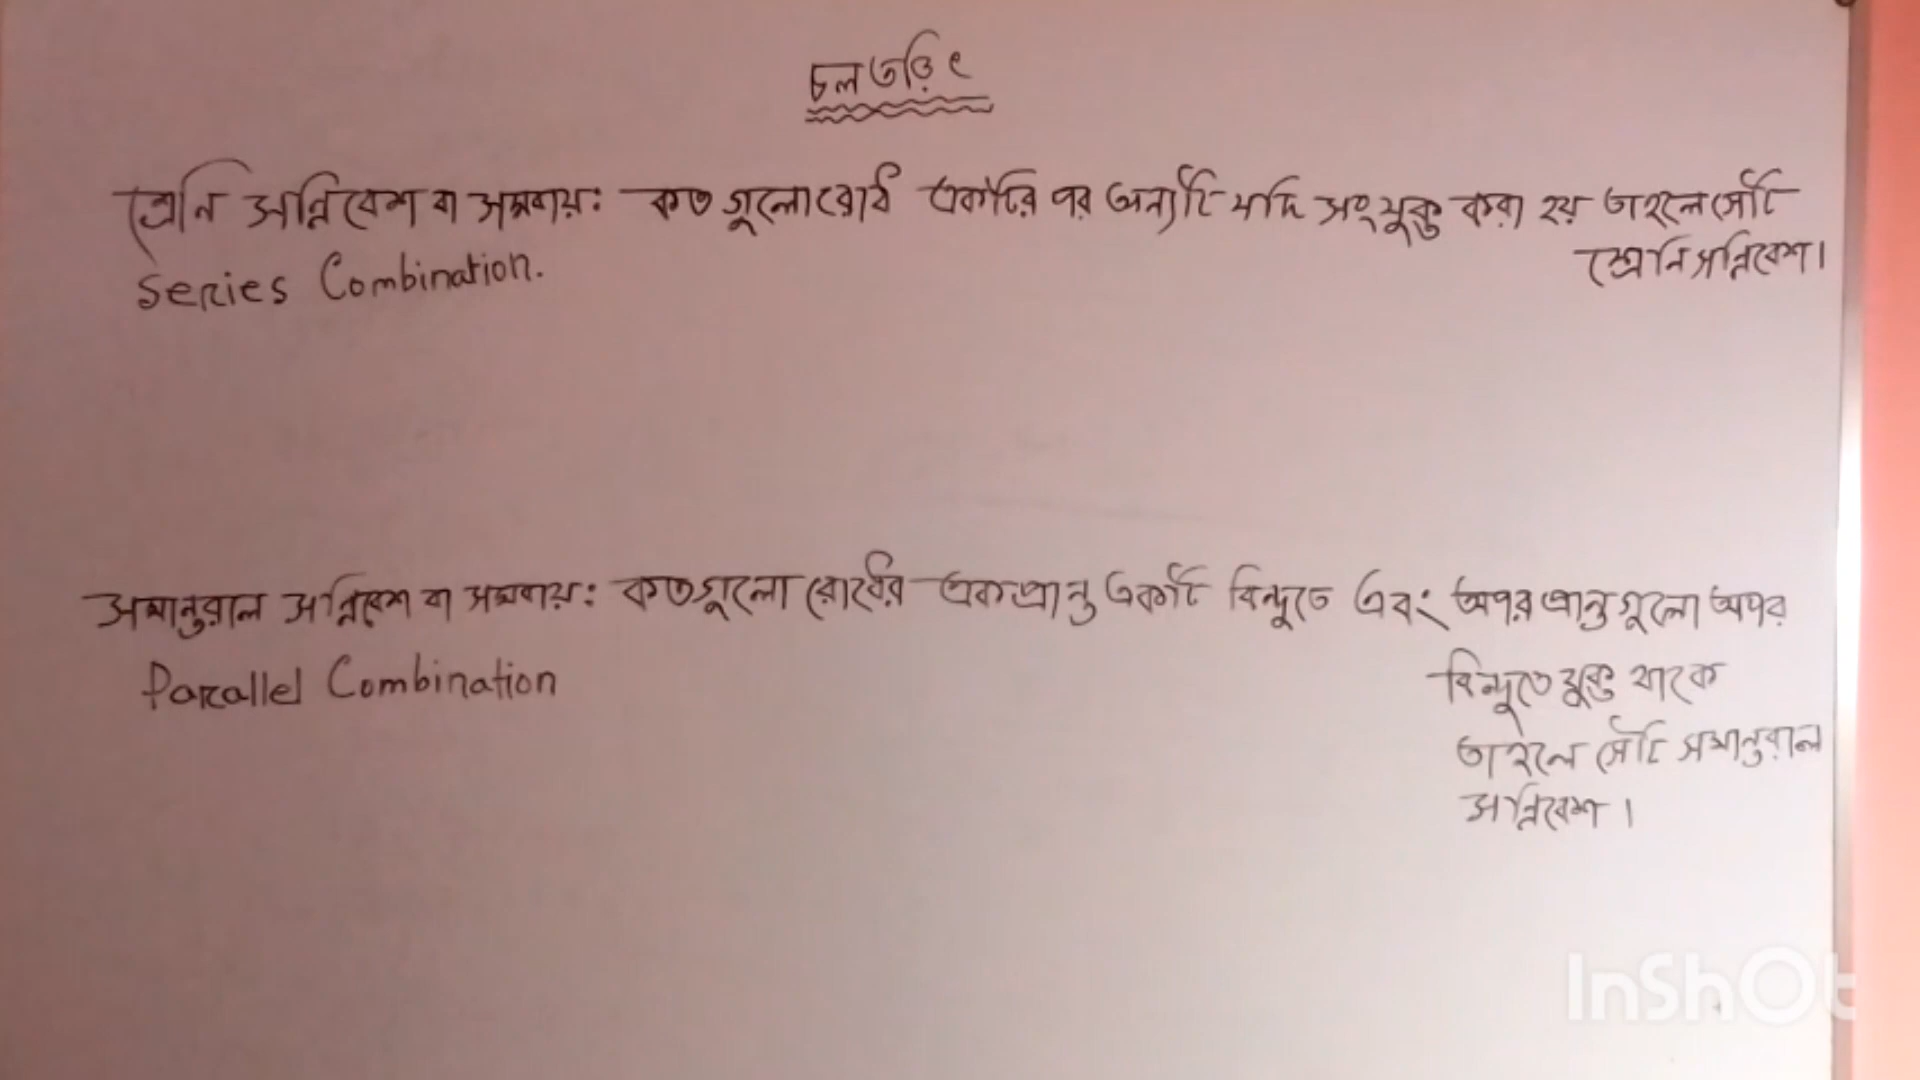 চল তড়িৎ
শ্রেনি সন্নিবেশ বা সমবায়: কতগুলো রোধ একটির পর অন্যটি যদি সংযুক্ত করা হয় তাহলে সেটি
শ্রেনি সন্নিবেশ।
Series Combination.
সমান্তরাল সন্নিবেশ বা সমবায়: কতগুলো রোধের একপ্রান্ত একটি বিন্দুতে এবং অপর প্রান্তগুলো অপর
Parallel Combination
বিন্দুতে যুক্ত থাকে
তাহলে সেটি সমান্তরাল
সন্নিবেশ।
InShOt